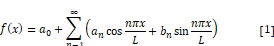 f(x) = a₀ + ∑_{n=1}^{∞} (aₙ cos nπx/L + bₙ sin nπx/L) [1]